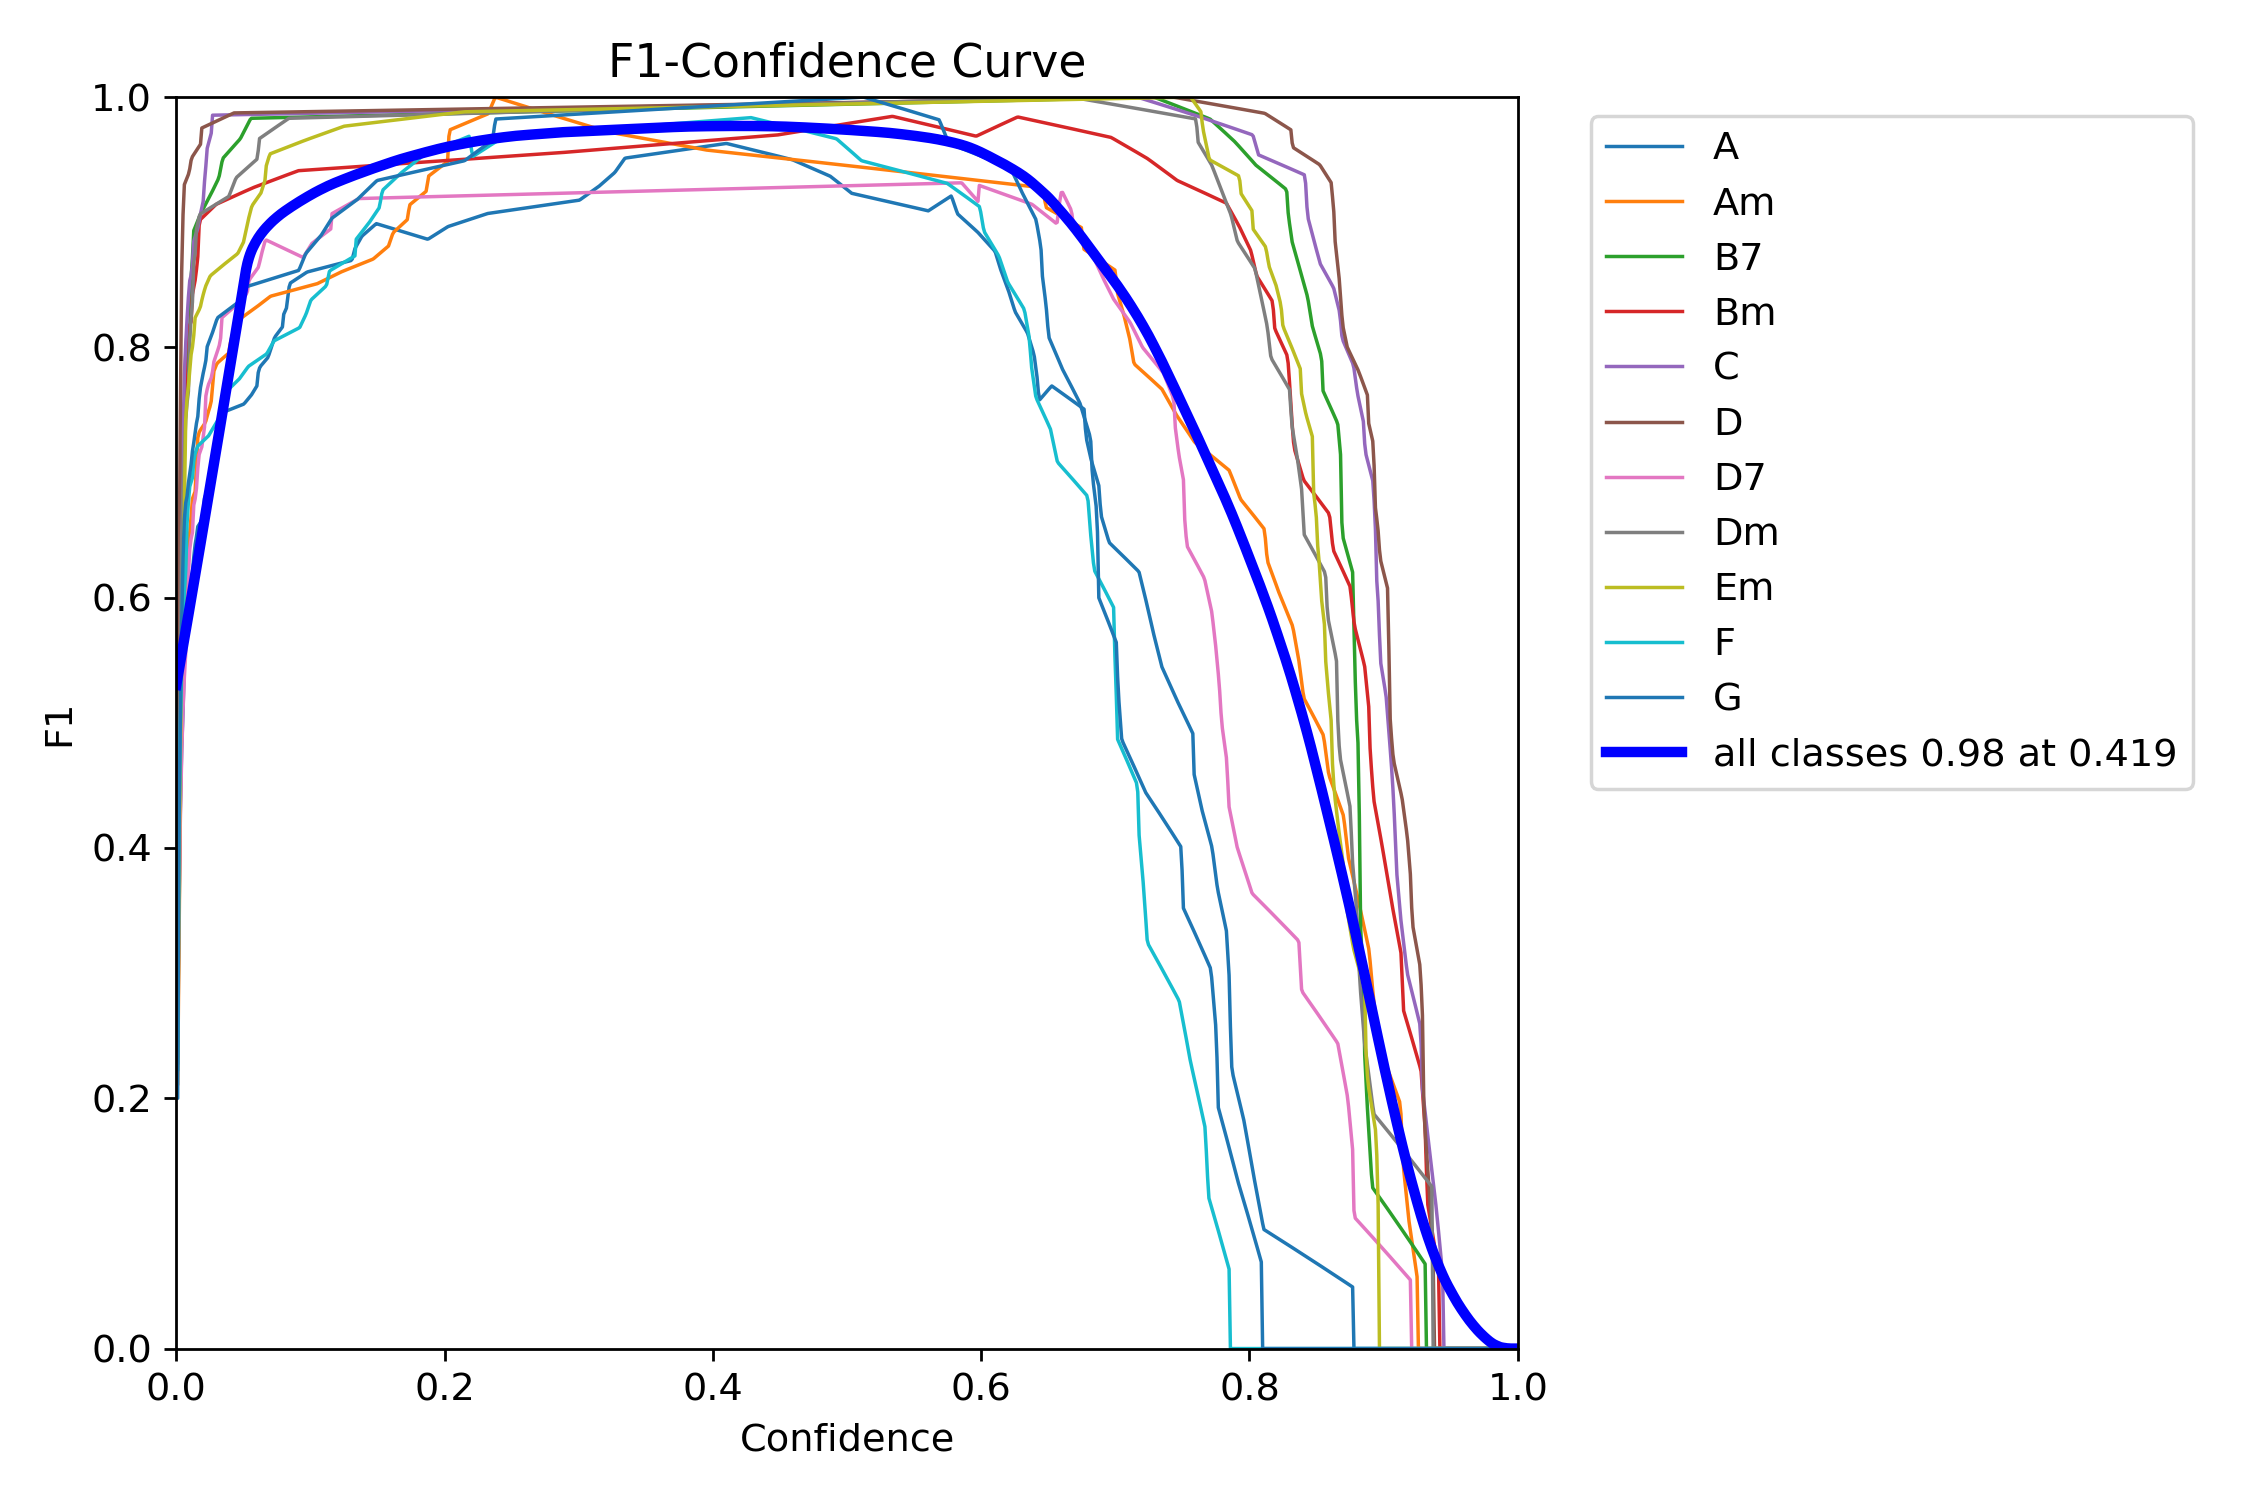 F1-Confidence Curve
1.0
0.8
0.6
0.4
0.2
0.0
F1
0.0 0.2 0.4 0.6 0.8 1.0
Confidence
A
Am
B7
Bm
C
D
D7
Dm
Em
F
G
all classes 0.98 at 0.419